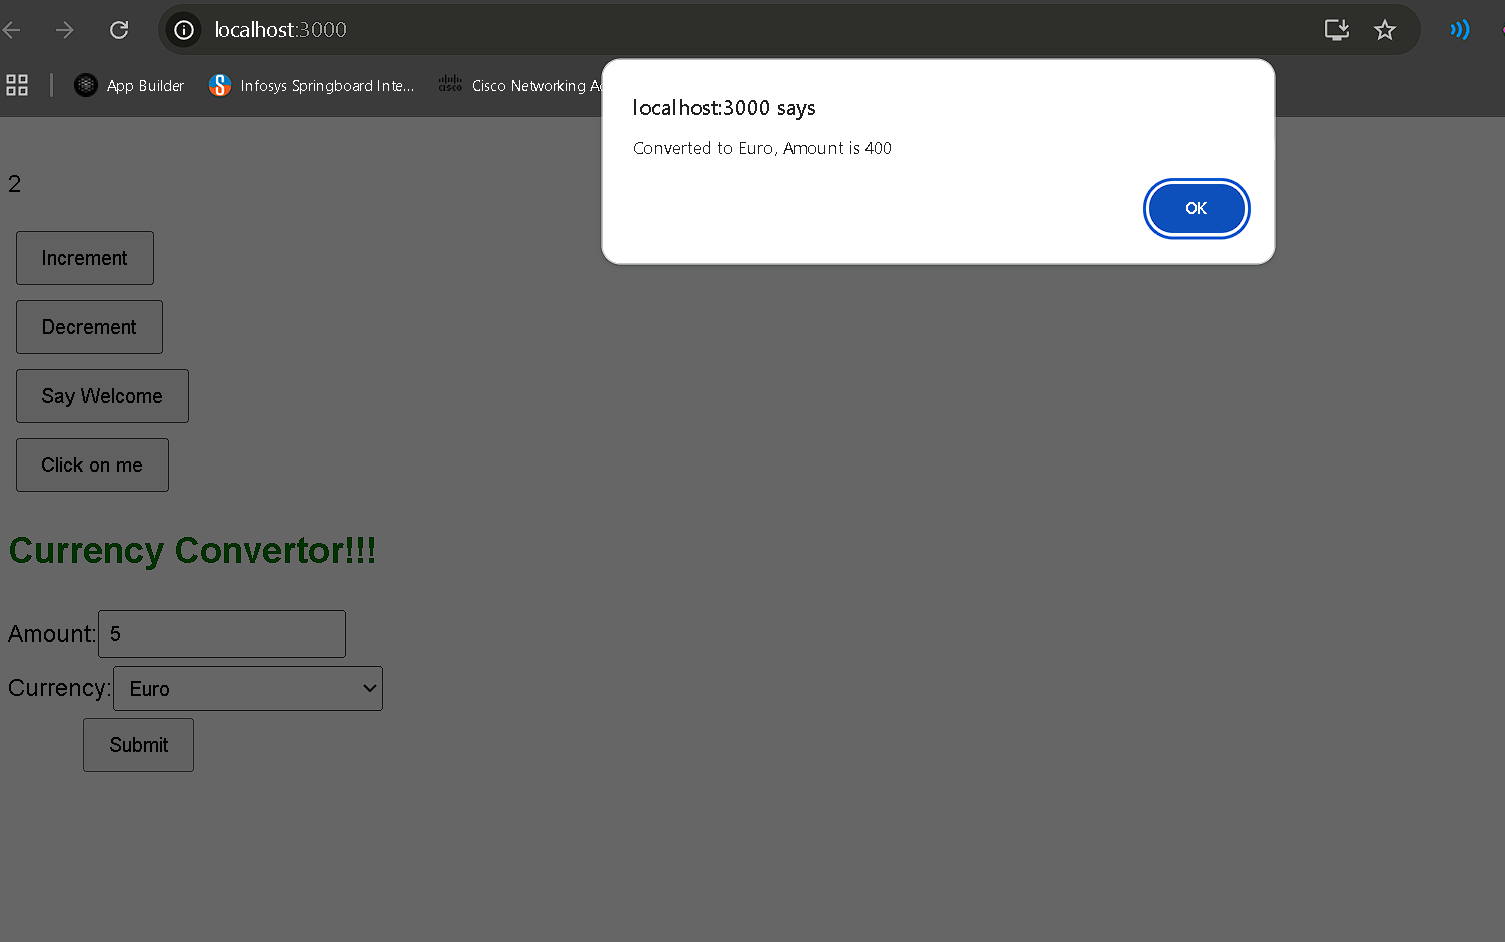 localhost:3000
App Builder
Infosys Springboard Inte...
cisco
Cisco Networking
localhost:3000 says
Converted to Euro, Amount is 400
OK
2
Increment
Decrement
Say Welcome
Click on me
Currency Convertor!!!
Amount: 5
Currency: Euro
Submit